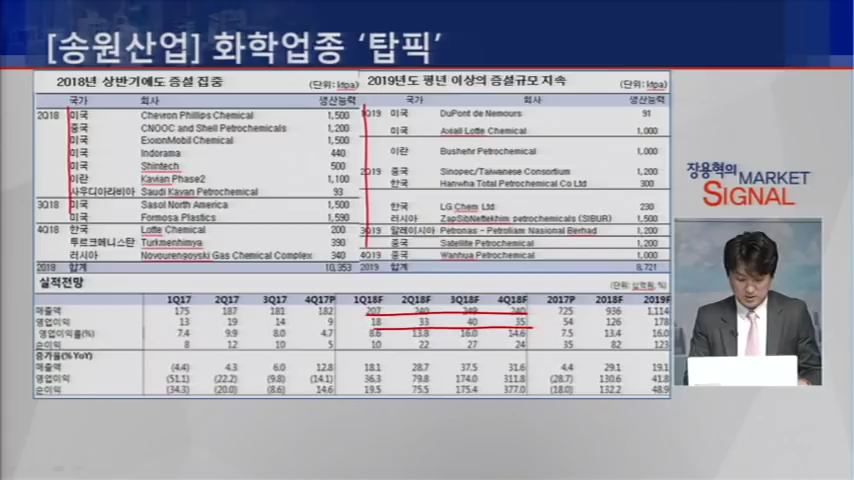 [송원산업] 화학업종 ‘탑픽’
2018년 상반기에도 증설 집중 (단위: ktpa)
국가 회사 생산능력
2Q18 미국 Chevron Phillips Chemical 1,500
중국 CNOOC and Shell Petrochemicals 1,200
미국 ExxonMobil Chemical 1,500
미국 Indorama 440
미국 Shintech 500
이란 Kavian Phase2 1,100
사우디아라비아 Saudi Kayan Petrochemical 93
3Q18 미국 Sasol North America 1,500
미국 Formosa Plastics 1,590
4Q18 한국 Lotte Chemical 200
투르크메니스탄 Turkmenhimya 390
러시아 Novourengoyski Gas Chemical Complex 340
2018 합계 10,353
2019년도 평년 이상의 증설규모 지속 (단위: ktpa)
국가 회사 생산능력
1Q19 미국 DuPont de Nemours 91
미국 Axiall Lotte Chemical 1,000
이란 Bushehr Petrochemical 1,000
2Q19 중국 Sinopec/Taiwanese Consortium 1,200
한국 Hanwha Total Petrochemical Co Ltd 300
한국 LG Chem Ltd 230
러시아 ZapSibNeftekhim petrochemicals (SIBUR) 1,500
3Q19 말레이시아 Petronas - Petroliam Nasional Berhad 1,200
중국 Satellite Petrochemical 1,200
4Q19 중국 Wanhua Petrochemical 1,000
2019 합계 8,721
실적전망 (단위: 십억원, %)
1Q17 2Q17 3Q17 4Q17P 1Q18F 2Q18F 3Q18F 4Q18F 2017P 2018F 2019F
매출액 175 187 181 182 207 240 249 240 725 936 1,114
영업이익 13 19 14 9 18 33 40 35 54 126 178
영업이익률(%) 7.4 9.9 8.0 4.7 8.6 13.8 16.0 14.6 7.5 13.4 16.0
순이익 8 12 10 5 10 22 27 24 35 82 123
증가율(%YoY)
매출액 (4.4) 4.3 6.0 12.8 18.1 28.7 37.5 31.6 4.4 29.1 19.1
영업이익 (51.1) (22.2) (9.8) (14.1) 36.3 79.8 174.0 311.8 (28.7) 130.6 41.8
순이익 (34.3) (20.0) (8.6) 14.6 19.5 75.5 175.4 377.0 (18.0) 132.2 48.9
장용혁의
MARKET
SIGNAL